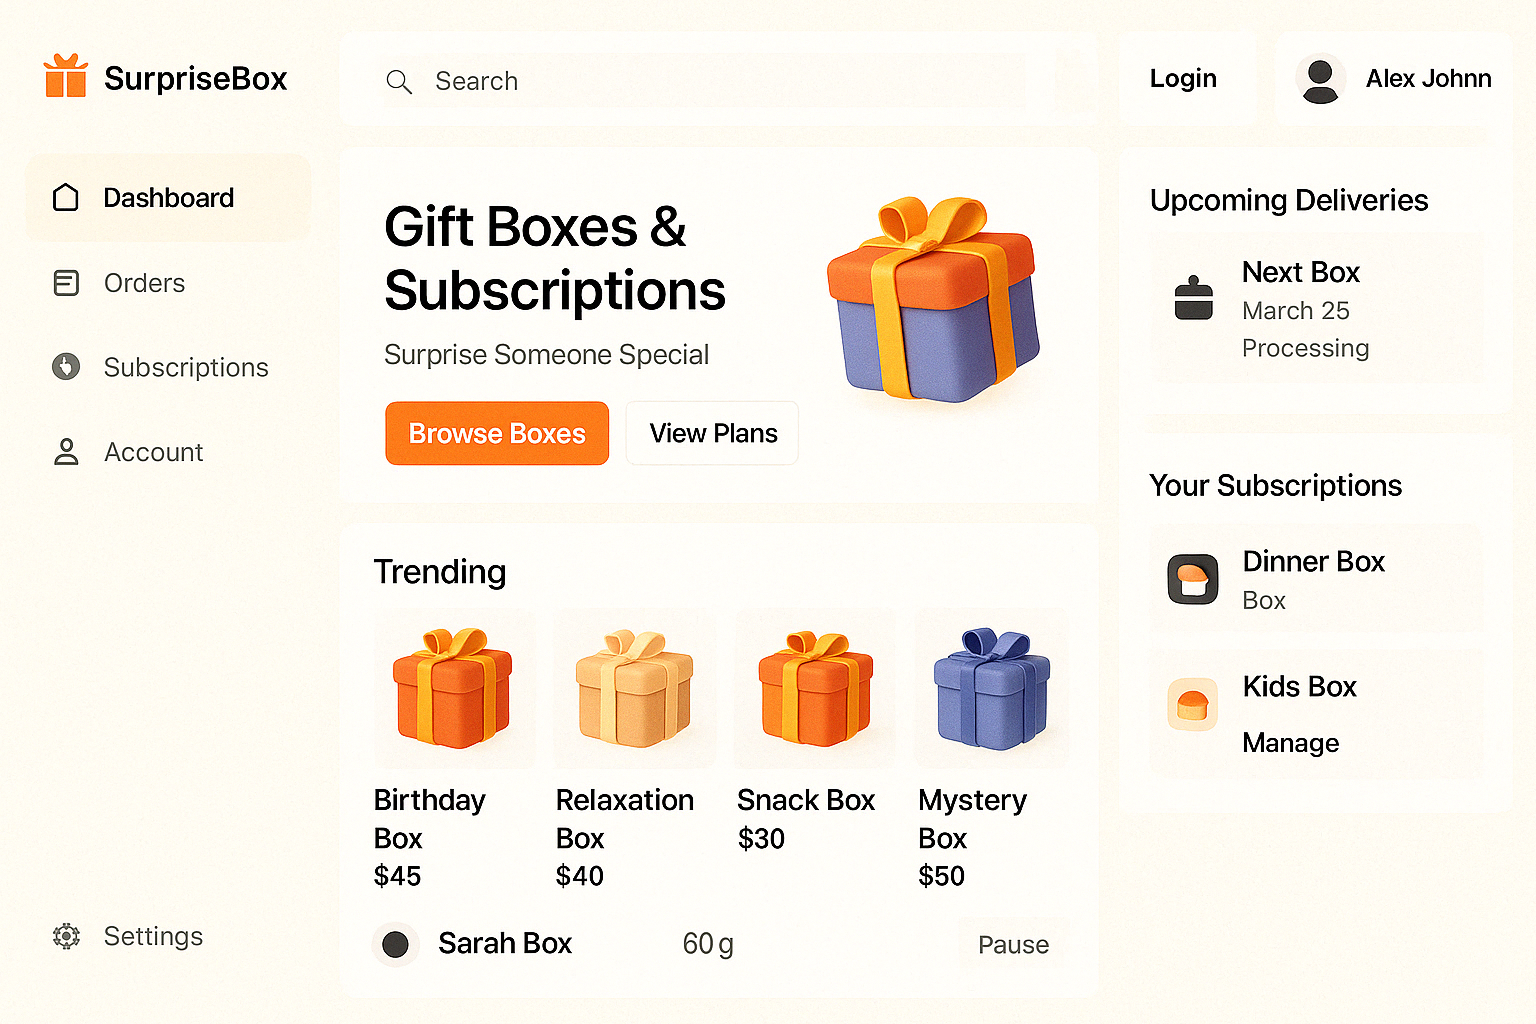 SurpriseBox
Search
Login
Alex Johnn
Dashboard
Orders
Subscriptions
Account
Settings
Gift Boxes &
Subscriptions
Surprise Someone Special
Browse Boxes
View Plans
Trending
Birthday
Box
$45
Relaxation
Box
$40
Snack Box
$30
Mystery
Box
$50
Sarah Box
60 g
Pause
Upcoming Deliveries
Next Box
March 25
Processing
Your Subscriptions
Dinner Box
Box
Kids Box
Manage